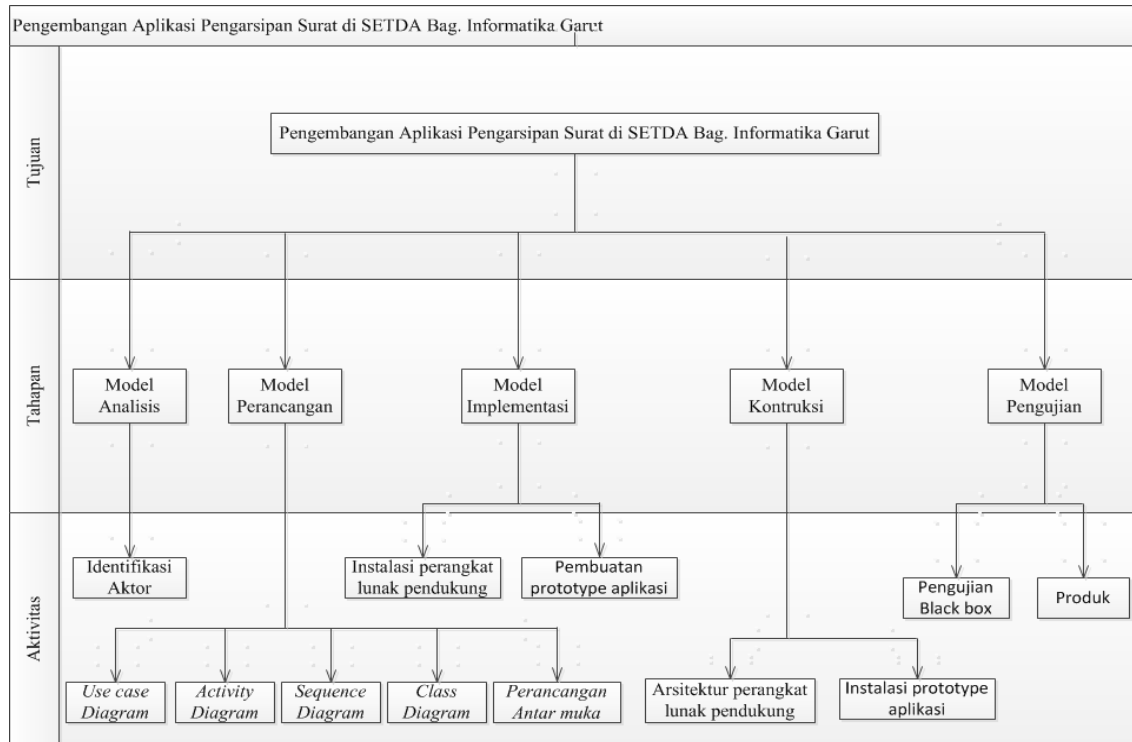 Pengembangan Aplikasi Pengarsipan Surat di SETDA Bag. Informatika Garut
Tujuan
Pengembangan Aplikasi Pengarsipan Surat di SETDA Bag. Informatika Garut
Tahapan
Model
Analisis
Model
Perancangan
Model
Implementasi
Model
Kontruksi
Model
Pengujian
Aktivitas
Identifikasi
Aktor
Instalasi perangkat
lunak pendukung
Pembuatan
prototype aplikasi
Pengujian
Black box
Produk
Use case
Diagram
Activity
Diagram
Sequence
Diagram
Class
Diagram
Perancangan
Antar muka
Arsitektur perangkat
lunak pendukung
Instalasi prototype
aplikasi